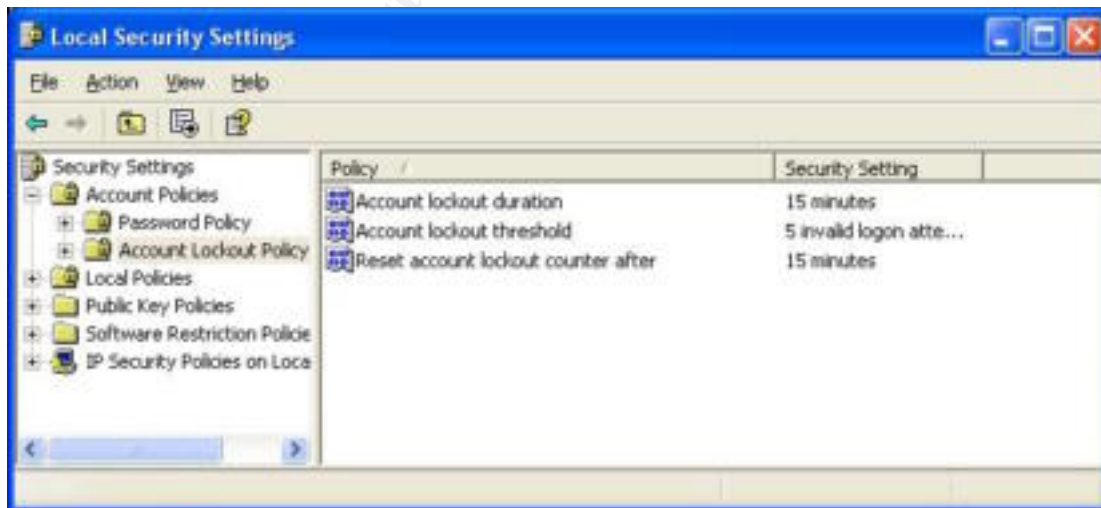 Local Security Settings
File Action View Help
Security Settings
Account Policies
Password Policy
Account Lockout Policy
Local Policies
Public Key Policies
Software Restriction Policie
IP Security Policies on Loca
Policy Security Setting
Account lockout duration 15 minutes
Account lockout threshold 5 invalid logon atte...
Reset account lockout counter after 15 minutes